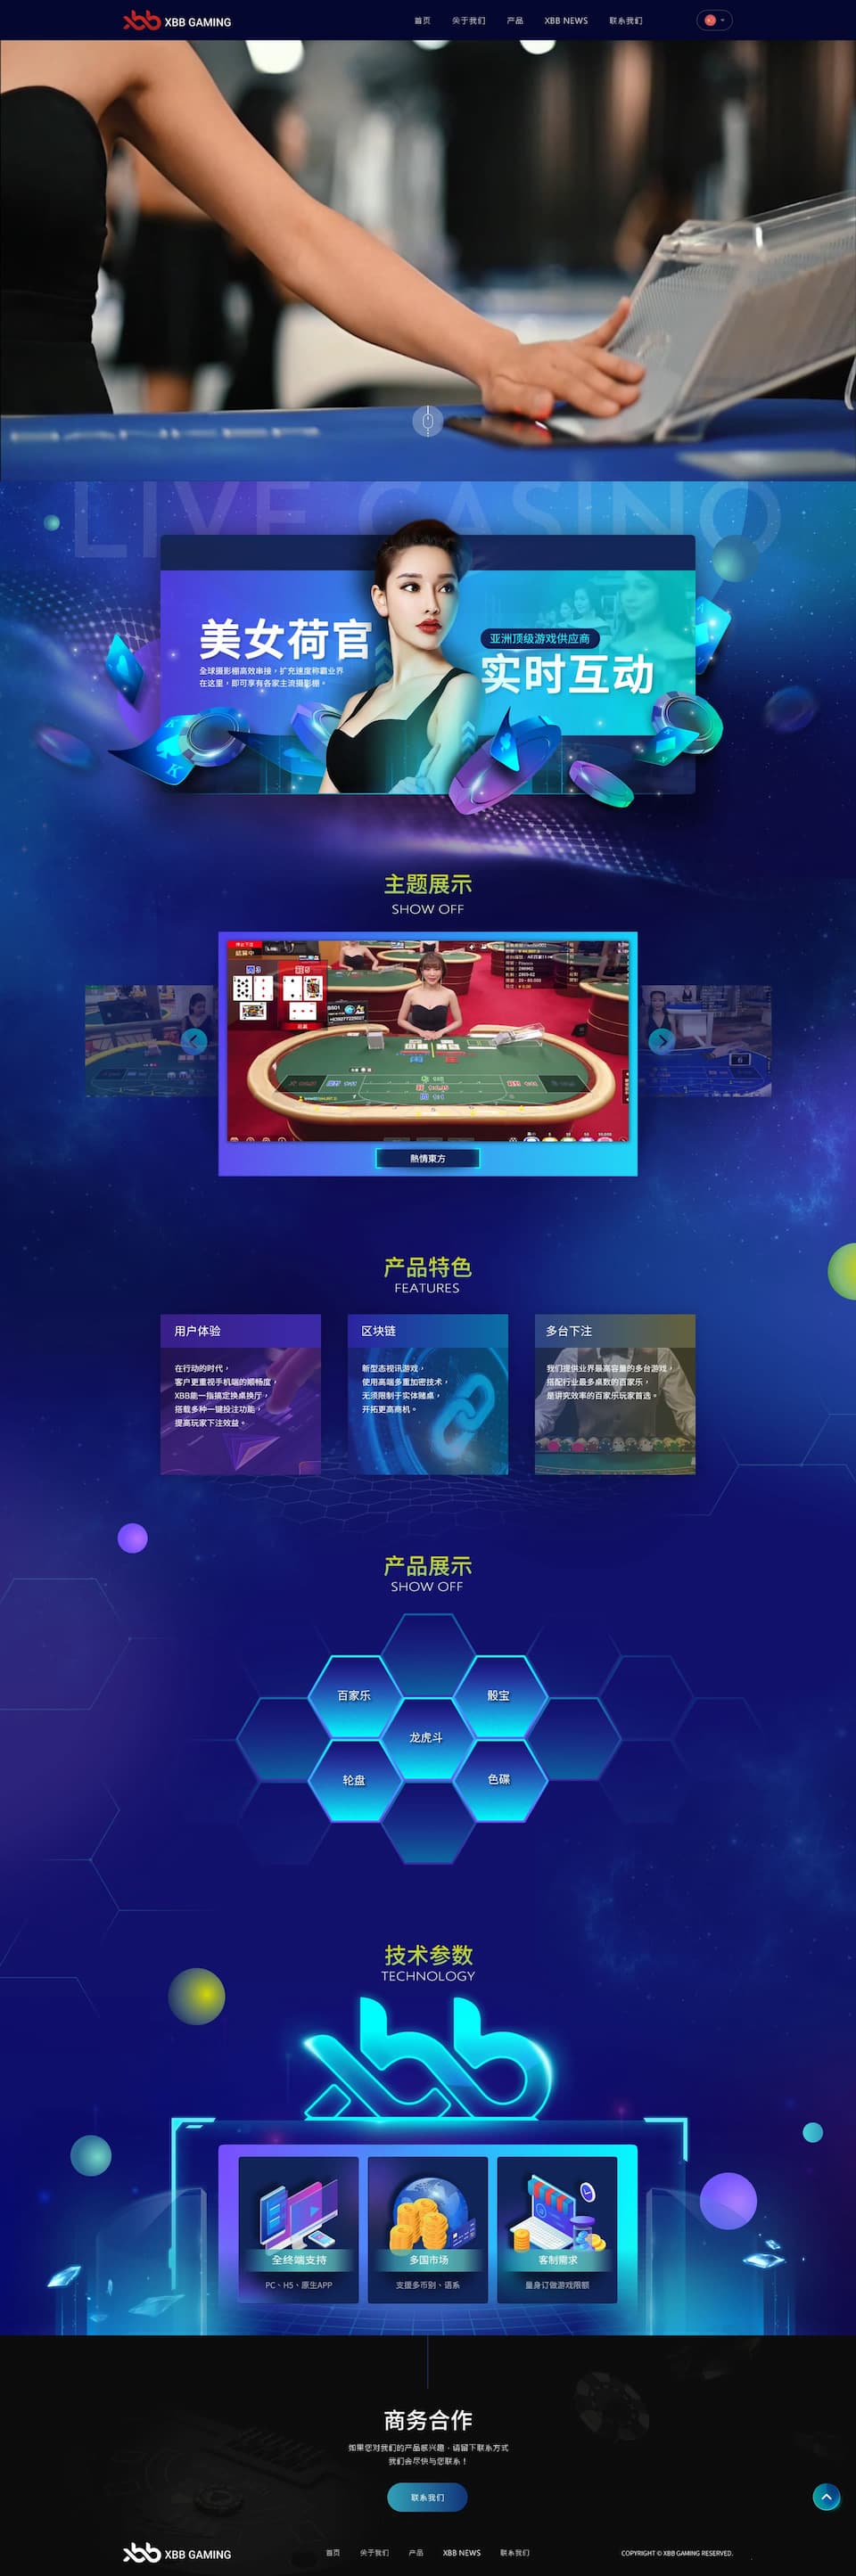 XBB GAMING
首页 关于我们 产品 XBB NEWS 联系我们
LIVE CASINO
美女荷官
全球摄影棚高效串接，扩充速度称霸业界
在这里，即可享有各家主流摄影棚。
亚洲顶级游戏供应商
实时互动
主题展示
SHOW OFF
熱情東方
产品特色
FEATURES
用户体验
在行动的时代，
客户更重视手机端的顺畅度，
XBB能一指搞定换桌换厅，
搭载多种一键投注功能，
提高玩家下注效益。
区块链
新型态视讯游戏，
使用高端多重加密技术，
无须限制于实体赌桌，
开拓更高商机。
多台下注
我们提供业界最高容量的多台游戏，
搭配行业最多桌数的百家乐，
是讲究效率的百家乐玩家首选。
产品展示
SHOW OFF
百家乐
骰宝
龙虎斗
轮盘
色碟
技术参数
TECHNOLOGY
xbb
全终端支持
PC、H5、原生APP
多国市场
支援多币别、语系
客制需求
量身订做游戏限额
商务合作
如果您对我们的产品感兴趣，请留下联系方式
我们会尽快与您联系！
联系我们
XBB GAMING
首页 关于我们 产品 XBB NEWS 联系我们
COPYRIGHT © XBB GAMING RESERVED.